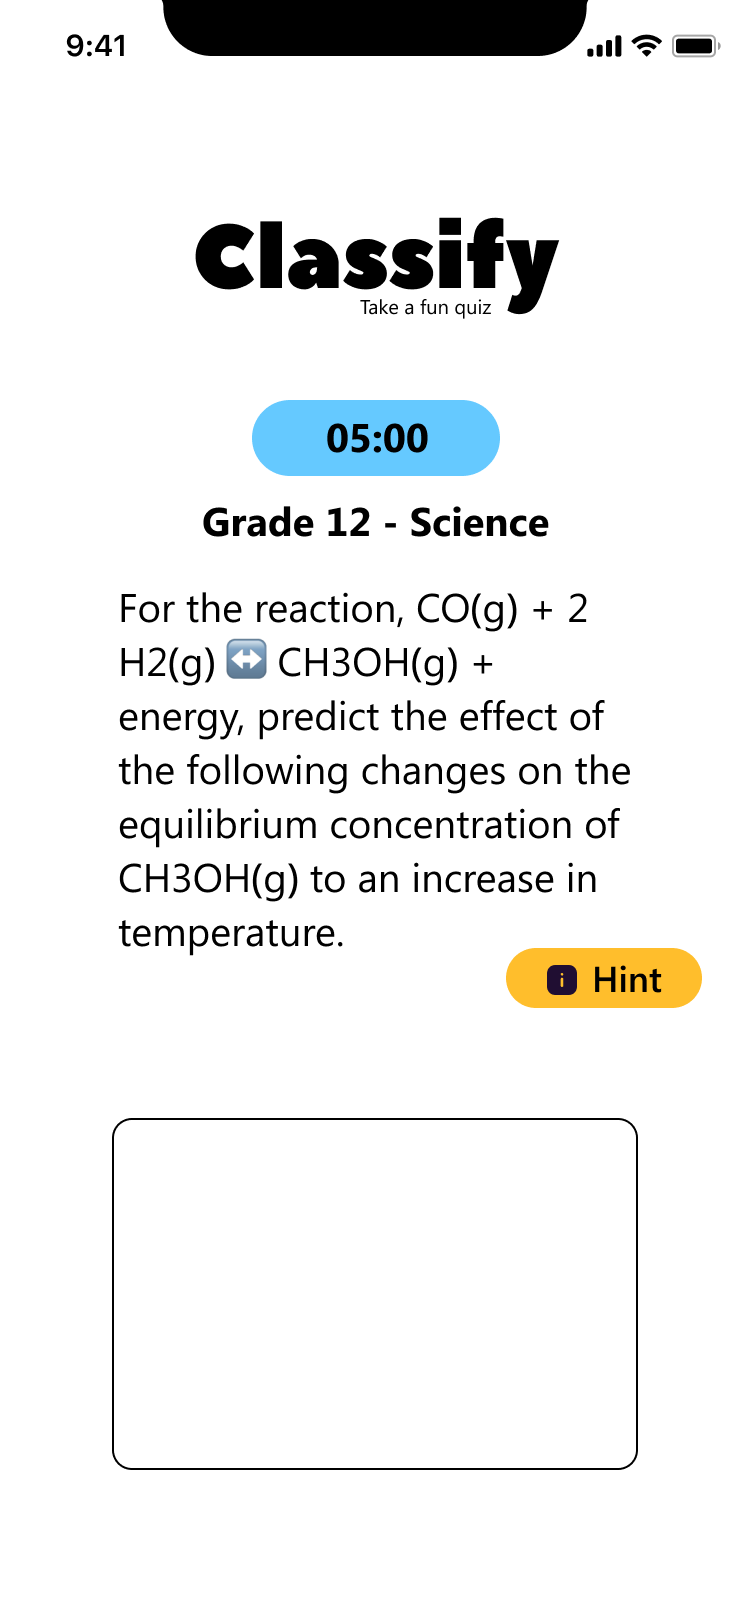 9:41
Classify
Take a fun quiz
05:00
Grade 12 - Science
For the reaction, CO(g) + 2
H2(g) ↔️ CH3OH(g) +
energy, predict the effect of
the following changes on the
equilibrium concentration of
CH3OH(g) to an increase in
temperature.
i Hint